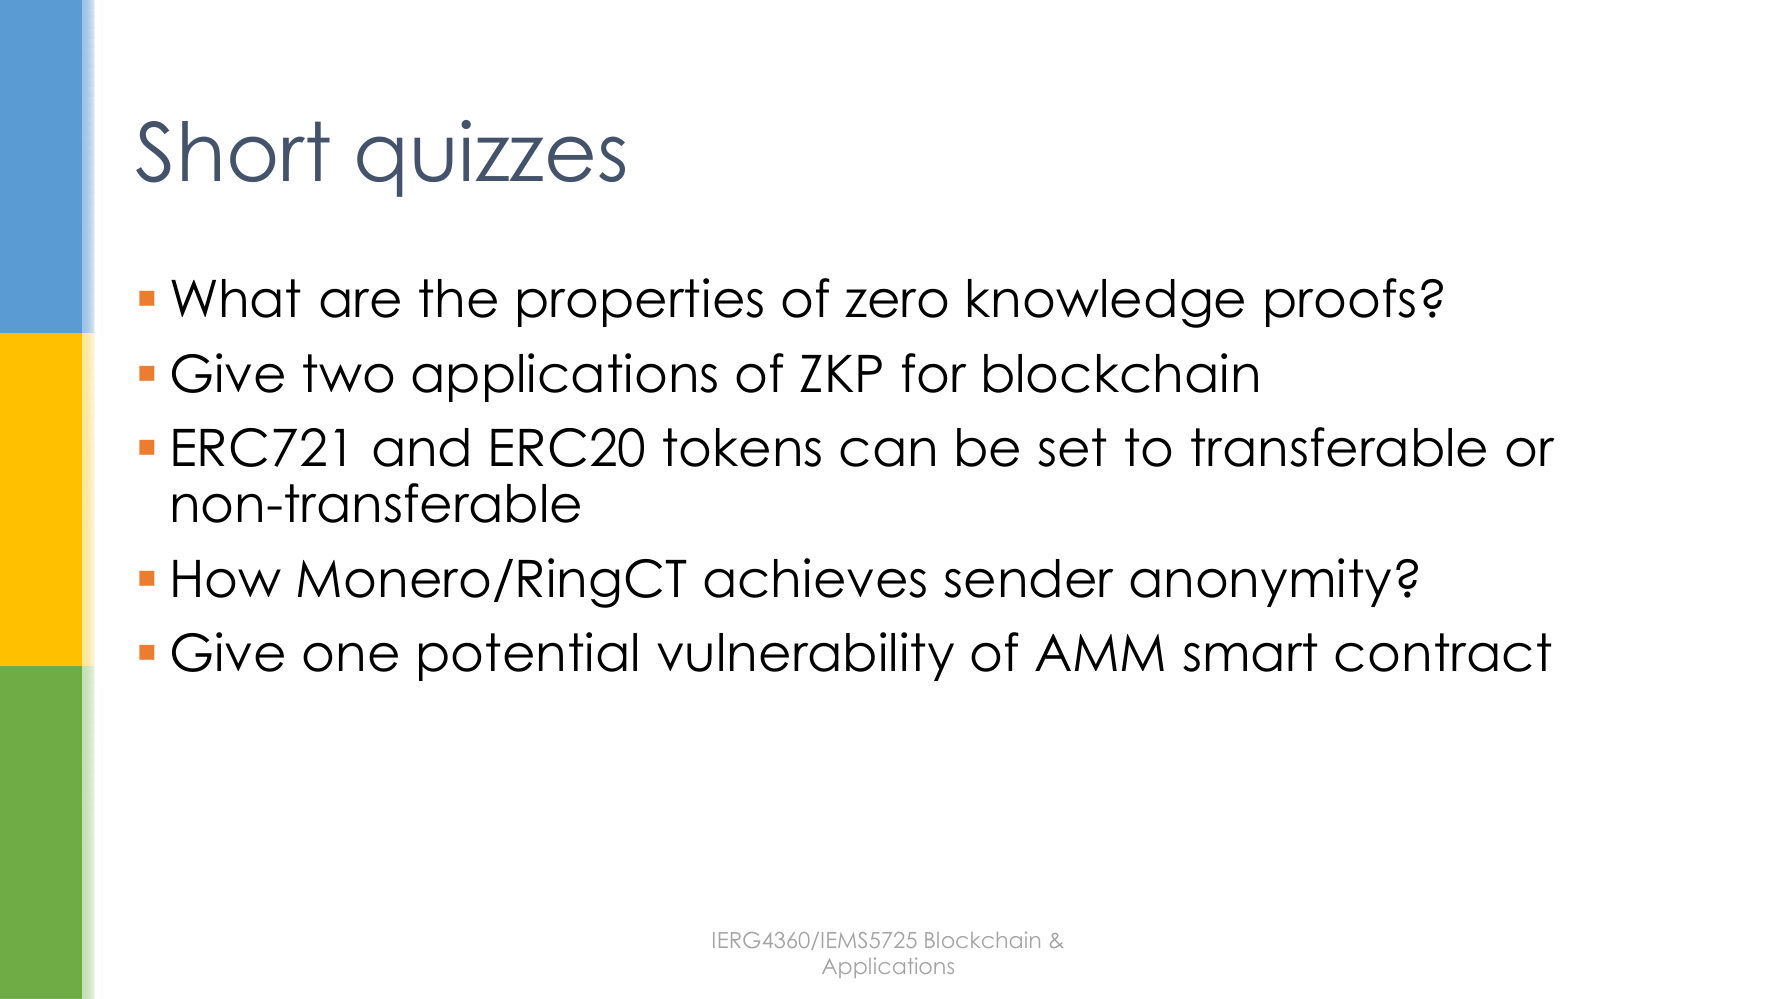 Short quizzes
▪ What are the properties of zero knowledge proofs?
▪ Give two applications of ZKP for blockchain
▪ ERC721 and ERC20 tokens can be set to transferable or
non-transferable
▪ How Monero/RingCT achieves sender anonymity?
▪ Give one potential vulnerability of AMM smart contract
IERG4360/IEMS5725 Blockchain &
Applications